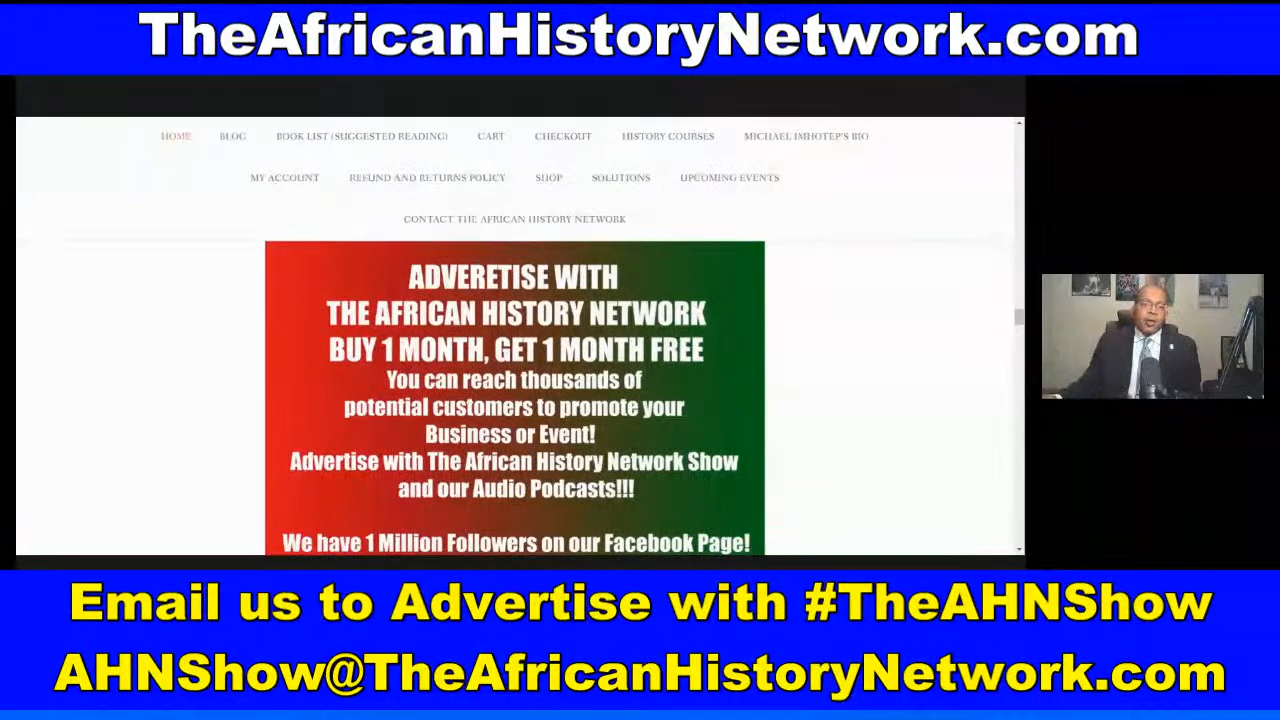 TheAfricanHistoryNetwork.com
HOME BLOG BOOK LIST (SUGGESTED READING) CART CHECKOUT HISTORY COURSES MICHAEL IMHOTEP'S BIO
MY ACCOUNT REFUND AND RETURNS POLICY SHOP SOLUTIONS UPCOMING EVENTS
CONTACT THE AFRICAN HISTORY NETWORK
ADVERETISE WITH
THE AFRICAN HISTORY NETWORK
BUY 1 MONTH, GET 1 MONTH FREE
You can reach thousands of
potential customers to promote your
Business or Event!
Advertise with The African History Network Show
and our Audio Podcasts!!!
We have 1 Million Followers on our Facebook Page!
Email us to Advertise with #TheAHNShow
AHNShow@TheAfricanHistoryNetwork.com